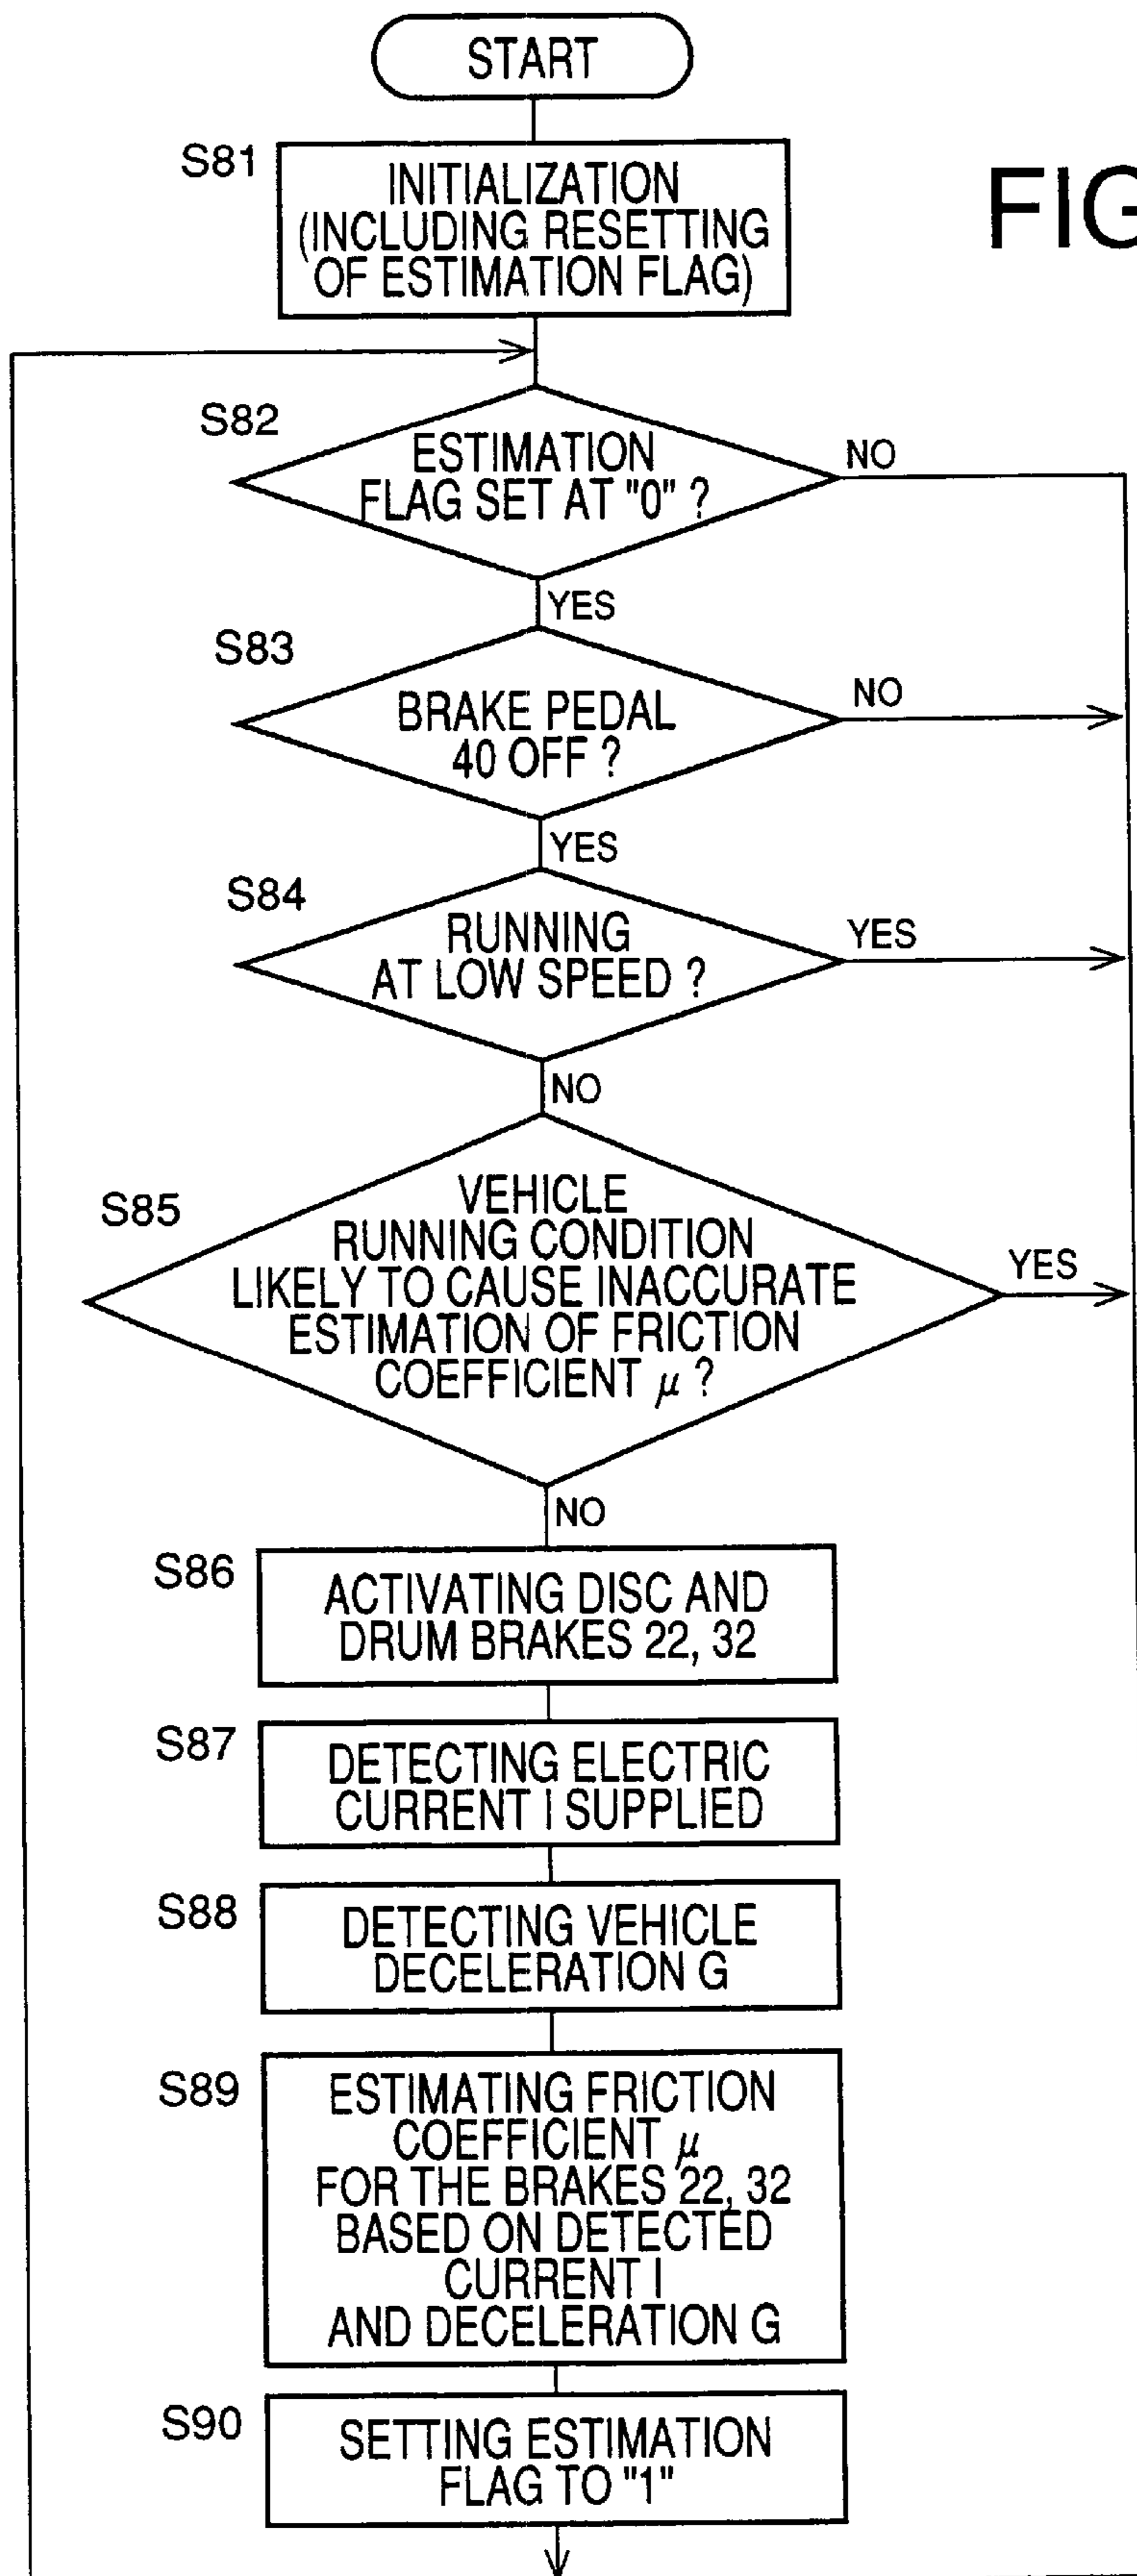 START
S81
INITIALIZATION
(INCLUDING RESETTING
OF ESTIMATION FLAG)
FIG
S82
ESTIMATION
FLAG SET AT "0" ?
NO
YES
S83
BRAKE PEDAL
40 OFF ?
NO
YES
S84
RUNNING
AT LOW SPEED ?
YES
NO
S85
VEHICLE
RUNNING CONDITION
LIKELY TO CAUSE INACCURATE
ESTIMATION OF FRICTION
COEFFICIENT μ ?
YES
NO
S86
ACTIVATING DISC AND
DRUM BRAKES 22, 32
S87
DETECTING ELECTRIC
CURRENT I SUPPLIED
S88
DETECTING VEHICLE
DECELERATION G
S89
ESTIMATING FRICTION
COEFFICIENT μ
FOR THE BRAKES 22, 32
BASED ON DETECTED
CURRENT I
AND DECELERATION G
S90
SETTING ESTIMATION
FLAG TO "1"